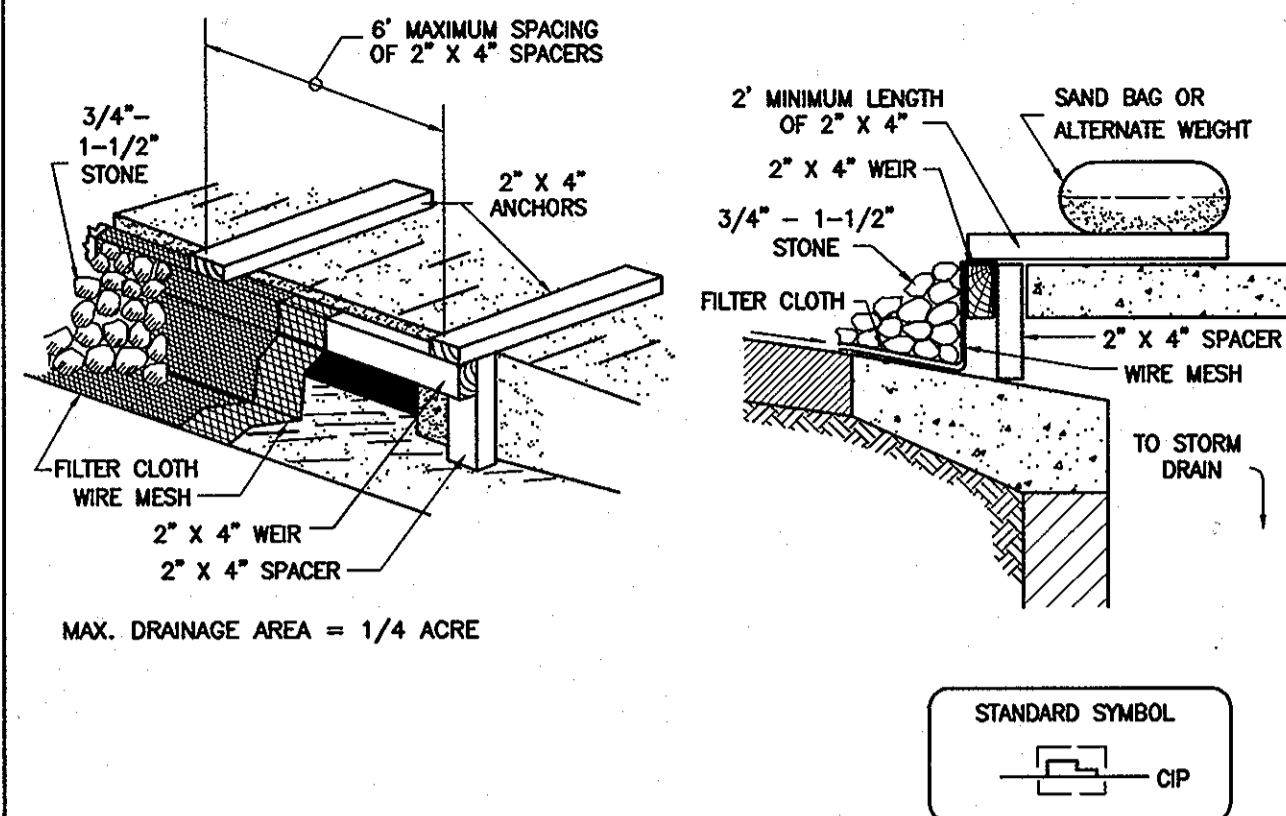 6' MAXIMUM SPACING
OF 2" X 4" SPACERS
3/4"-
1-1/2"
STONE
2" X 4"
ANCHORS
FILTER CLOTH
WIRE MESH
2" X 4" WEIR
2" X 4" SPACER
MAX. DRAINAGE AREA = 1/4 ACRE
2' MINIMUM LENGTH
OF 2" X 4"
2" X 4" WEIR
3/4" - 1-1/2"
STONE
FILTER CLOTH
SAND BAG OR
ALTERNATE WEIGHT
2" X 4" SPACER
WIRE MESH
TO STORM
DRAIN
STANDARD SYMBOL
CIP